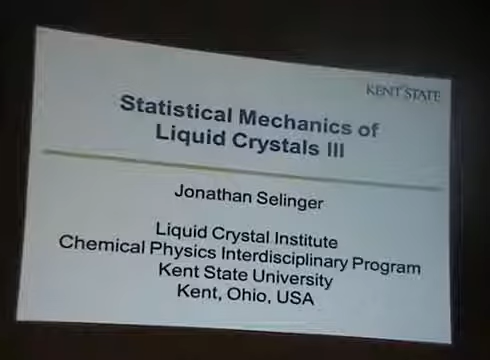 KENT STATE
Statistical Mechanics of
Liquid Crystals III
Jonathan Selinger
Liquid Crystal Institute
Chemical Physics Interdisciplinary Program
Kent State University
Kent, Ohio, USA